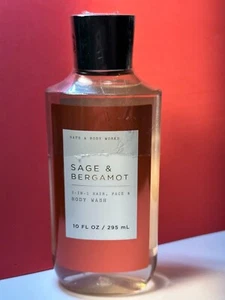 BATH & BODY WORKS
SAGE &
BERGAMOT
3-IN-1 HAIR, FACE &
BODY WASH
10 FL OZ / 295 mL